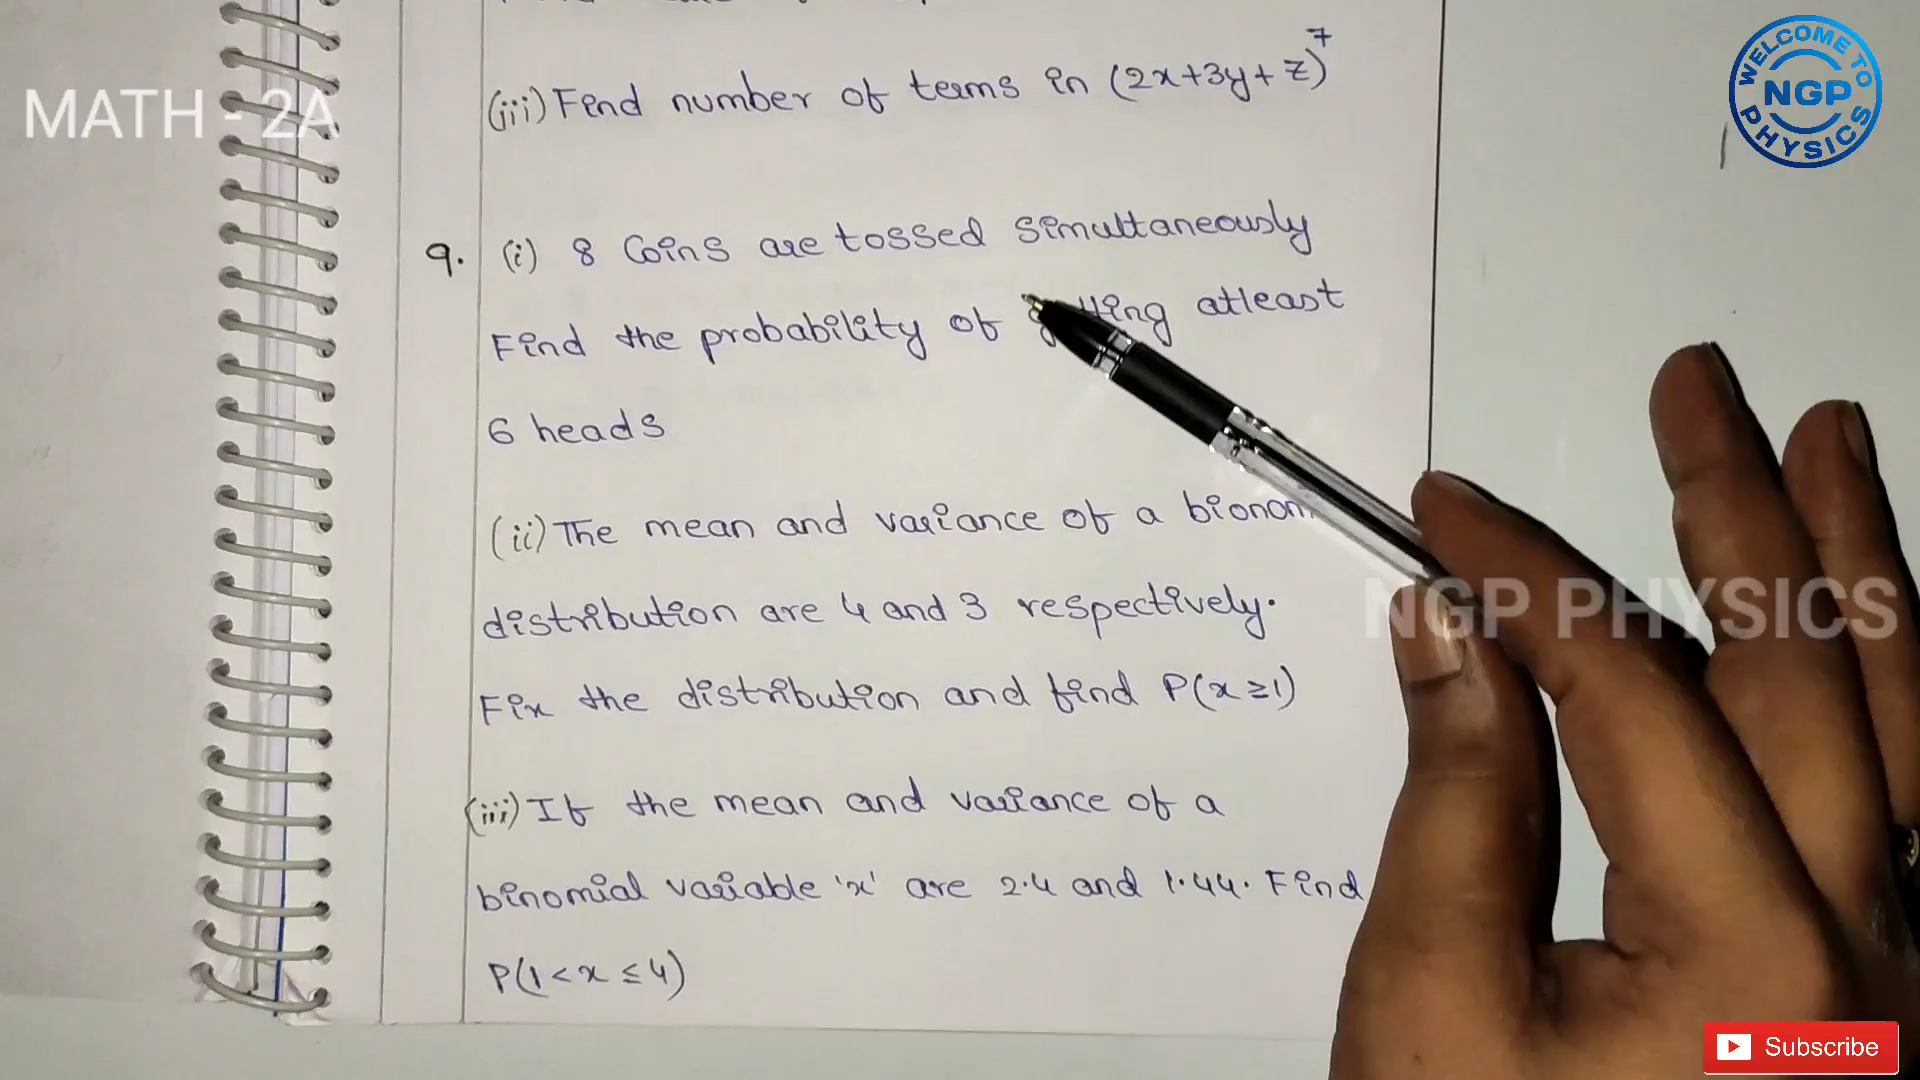 MATH - 2A
WELCOME TO
NGP
PHYSICS
(iii) Find number of terms in (2x+3y+z)⁷
9. (i) 8 Coins are tossed simultaneously
Find the probability of getting atleast
6 heads
(ii) The mean and variance of a
distribution are 4 and 3 respectively.
NGP PHYSICS
Fix the distribution and find P(x≥1)
(iii) If the mean and variance of a
binomial variable 'x' are 2.4 and 1.44. Find
P(1<x≤4)
Subscribe